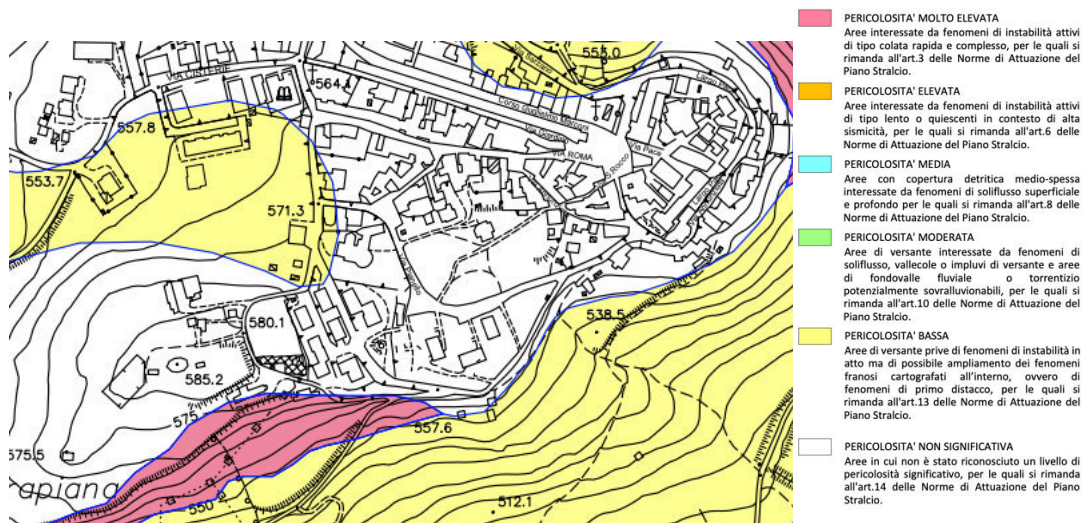 VIA CISTERIE
564.1
553.0
Via Balzano
Largo Pa
557.8
Corso Guglielmo Marconi
Via Giardini
VIA ROMA
Via Pace
S. Rocco
553.7
571.3
580.1
538.5
585.2
575
557.6
575.5
apiana
550
512.1
PERICOLOSITA' MOLTO ELEVATA
Aree interessate da fenomeni di instabilità attivi
di tipo colata rapida e complesso, per le quali si
rimanda all'art.3 delle Norme di Attuazione del
Piano Stralcio.
PERICOLOSITA' ELEVATA
Aree interessate da fenomeni di instabilità attivi
di tipo lento o quiescenti in contesto di alta
sismicità, per le quali si rimanda all'art.6 delle
Norme di Attuazione del Piano Stralcio.
PERICOLOSITA' MEDIA
Aree con copertura detritica medio-spessa
interessate da fenomeni di soliflusso superficiale
e profondo per le quali si rimanda all'art.8 delle
Norme di Attuazione del Piano Stralcio.
PERICOLOSITA' MODERATA
Aree di versante interessate da fenomeni di
soliflusso, vallecole o impluvi di versante e aree
di fondovalle fluviale o torrentizio
potenzialmente sovralluvionabili, per le quali si
rimanda all'art.10 delle Norme di Attuazione del
Piano Stralcio.
PERICOLOSITA' BASSA
Aree di versante prive di fenomeni di instabilità in
atto ma di possibile ampliamento dei fenomeni
franosi cartografati all'interno, ovvero di
fenomeni di primo distacco, per le quali si
rimanda all'art.13 delle Norme di Attuazione del
Piano Stralcio.
PERICOLOSITA' NON SIGNIFICATIVA
Aree in cui non è stato riconosciuto un livello di
pericolosità significativo, per le quali si rimanda
all'art.14 delle Norme di Attuazione del Piano
Stralcio.